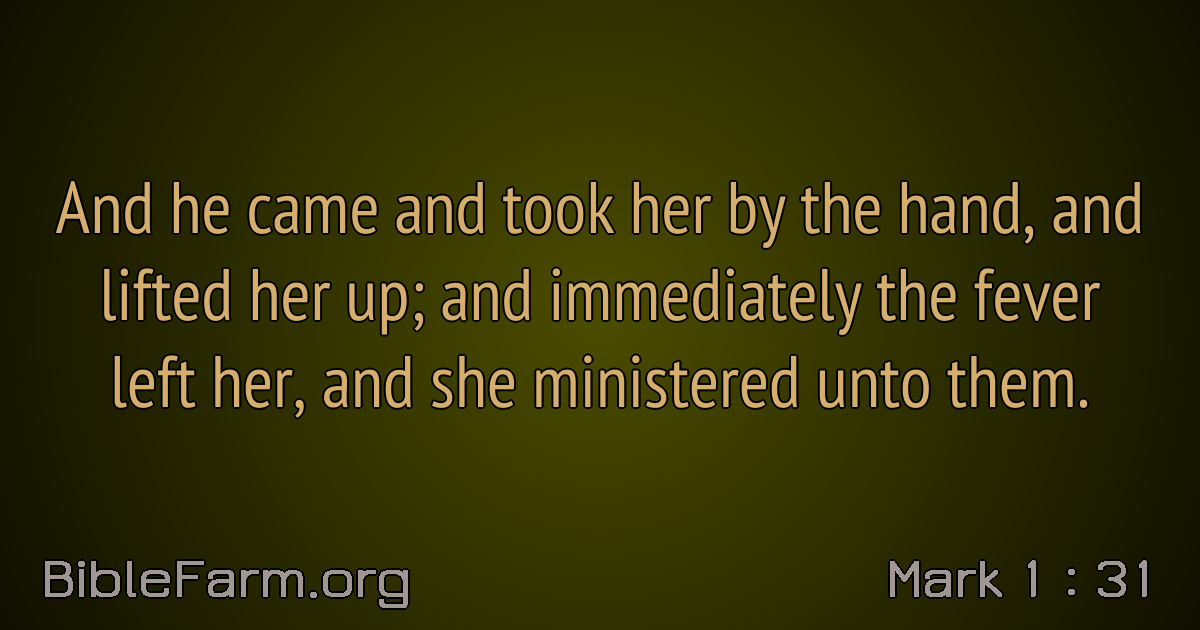 And he came and took her by the hand, and
lifted her up; and immediately the fever
left her, and she ministered unto them.
BibleFarm.org
Mark 1 : 31